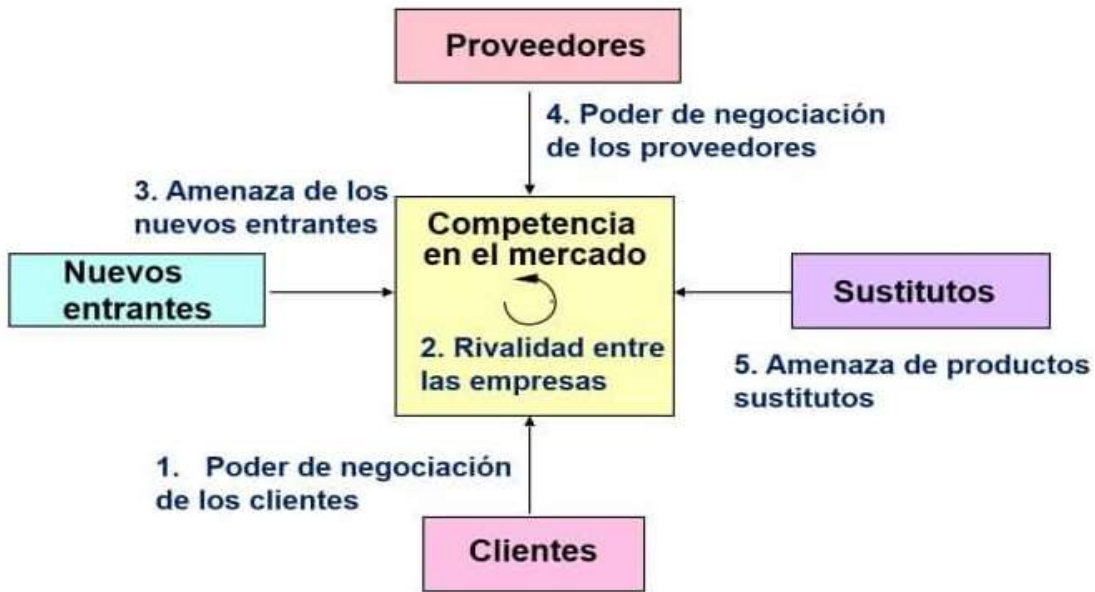 Proveedores
4. Poder de negociación
de los proveedores
3. Amenaza de los
nuevos entrantes
Competencia
en el mercado
Nuevos
entrantes
Sustitutos
2. Rivalidad entre
las empresas
5. Amenaza de productos
sustitutos
1. Poder de negociación
de los clientes
Clientes